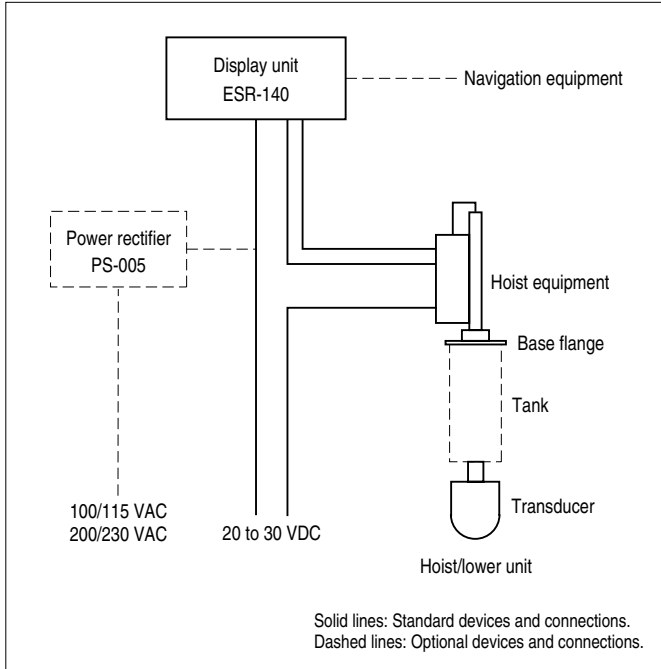 Display unit
ESR-140
Navigation equipment
Power rectifier
PS-005
Hoist equipment
Base flange
Tank
Transducer
100/115 VAC
200/230 VAC
20 to 30 VDC
Hoist/lower unit
Solid lines: Standard devices and connections.
Dashed lines: Optional devices and connections.